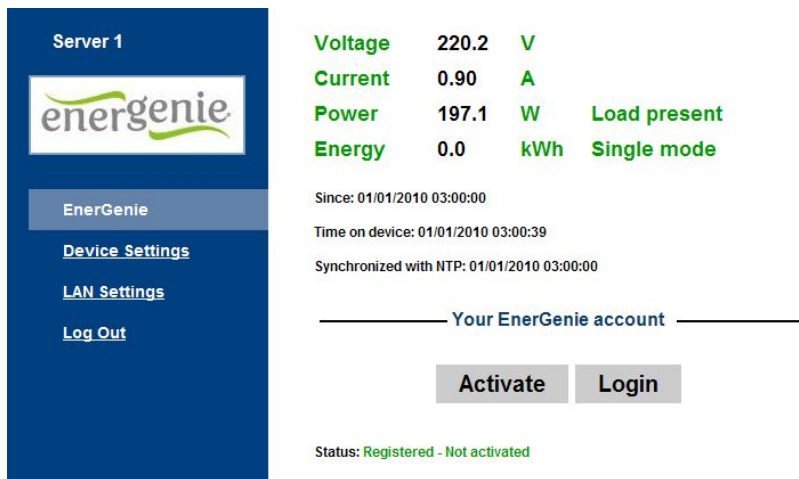 Server 1
energenie
EnerGenie
Device Settings
LAN Settings
Log Out
Voltage 220.2 V
Current 0.90 A
Power 197.1 W Load present
Energy 0.0 kWh Single mode
Since: 01/01/2010 03:00:00
Time on device: 01/01/2010 03:00:39
Synchronized with NTP: 01/01/2010 03:00:00
Your EnerGenie account
Activate Login
Status: Registered - Not activated